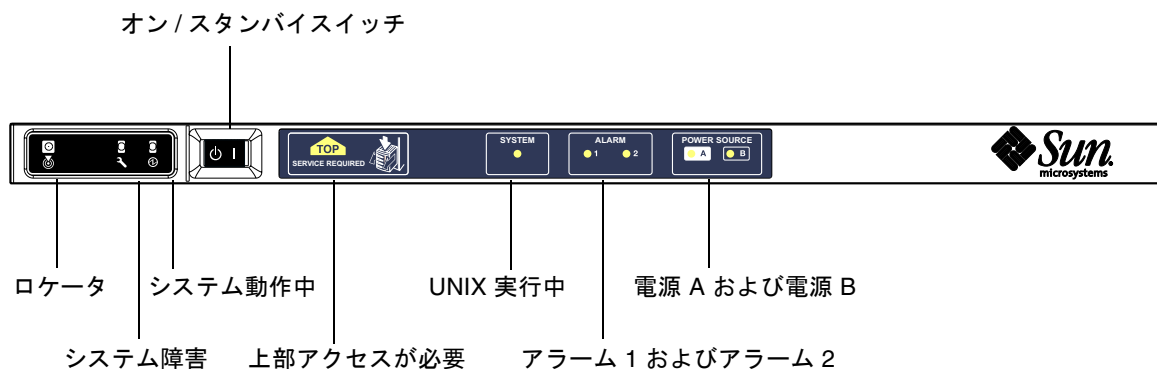 オン / スタンバイスイッチ
TOP
SERVICE REQUIRED
SYSTEM
ALARM
1 2
POWER SOURCE
A B
Sun.
microsystems
ロケータ システム動作中 UNIX 実行中 電源 A および電源 B
システム障害 上部アクセスが必要 アラーム 1 およびアラーム 2